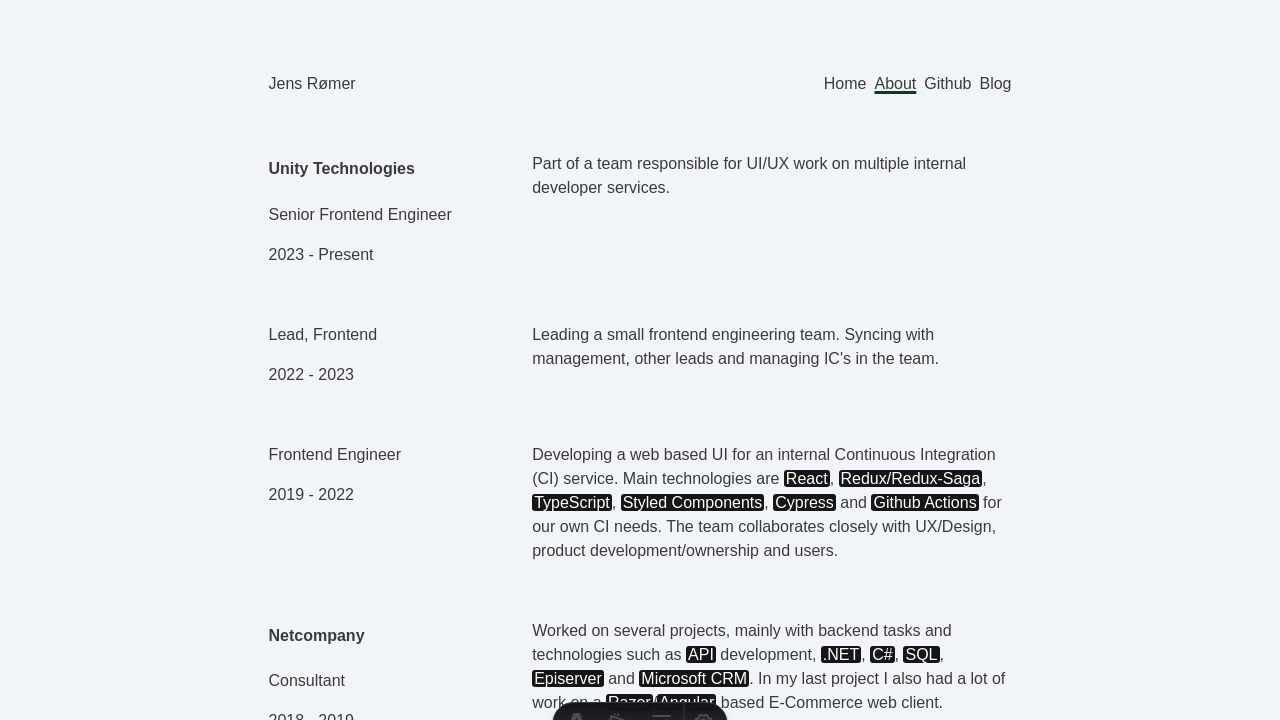 Jens Rømer
Home About Github Blog
Unity Technologies
Senior Frontend Engineer
2023 - Present
Part of a team responsible for UI/UX work on multiple internal
developer services.
Lead, Frontend
2022 - 2023
Leading a small frontend engineering team. Syncing with
management, other leads and managing IC's in the team.
Frontend Engineer
2019 - 2022
Developing a web based UI for an internal Continuous Integration
(CI) service. Main technologies are React, Redux/Redux-Saga,
TypeScript, Styled Components, Cypress and Github Actions for
our own CI needs. The team collaborates closely with UX/Design,
product development/ownership and users.
Netcompany
Consultant
2018 - 2019
Worked on several projects, mainly with backend tasks and
technologies such as API development, .NET, C#, SQL,
Episerver and Microsoft CRM. In my last project I also had a lot of
work on a Razor/Angular based E-Commerce web client.